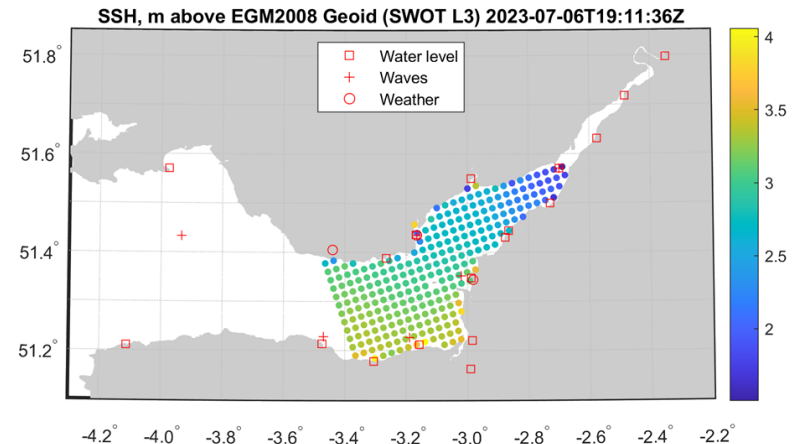 SSH, m above EGM2008 Geoid (SWOT L3) 2023-07-06T19:11:36Z
Water level
Waves
Weather
51.8°
51.6°
51.4°
51.2°
-4.2° -4.0° -3.8° -3.6° -3.4° -3.2° -3.0° -2.8° -2.6° -2.4° -2.2°
4
3.5
3
2.5
2